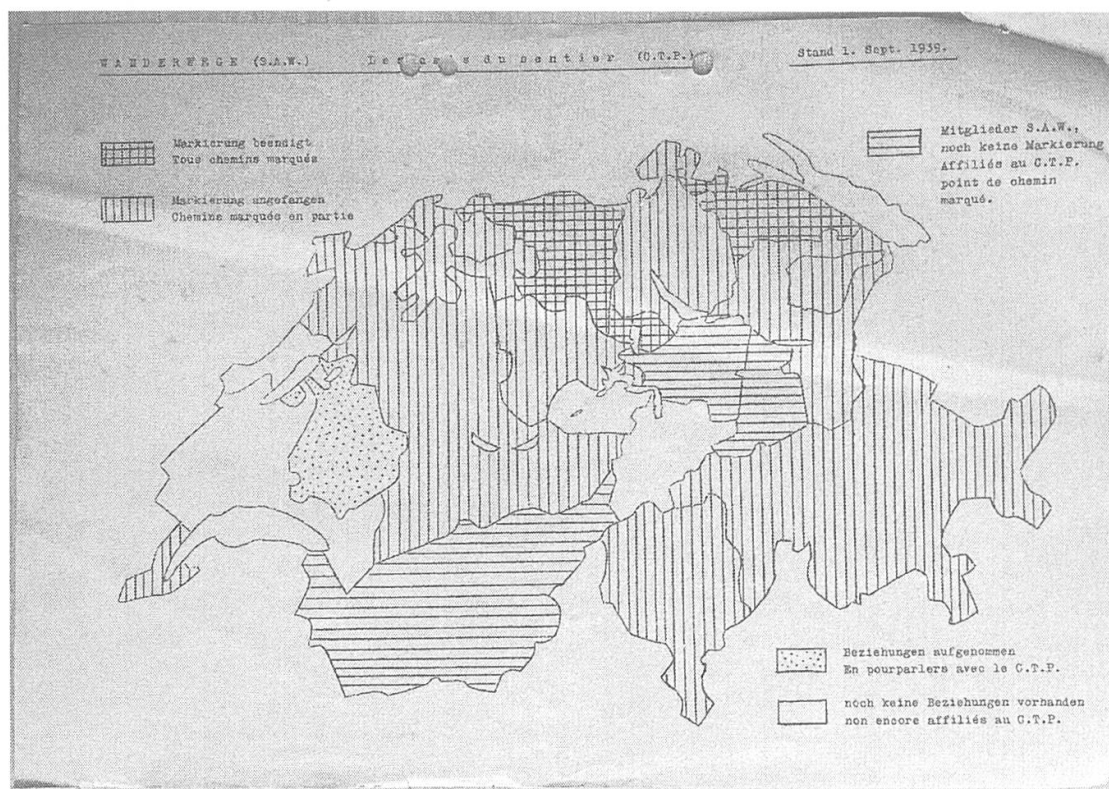 WANDERWEGE (S.A.W.) Les amis du sentier (C.T.P.)
Stand 1. Sept. 1939.
Markierung beendigt
Tous chemins marqués
Markierung angefangen
Chemins marqués en partie
Mitglieder S.A.W.,
noch keine Markierung
Affiliés au C.T.P.
point de chemin
marqué.
Beziehungen aufgenommen
En pourparlers avec le C.T.P.
noch keine Beziehungen vorhanden
non encore affiliés au C.T.P.